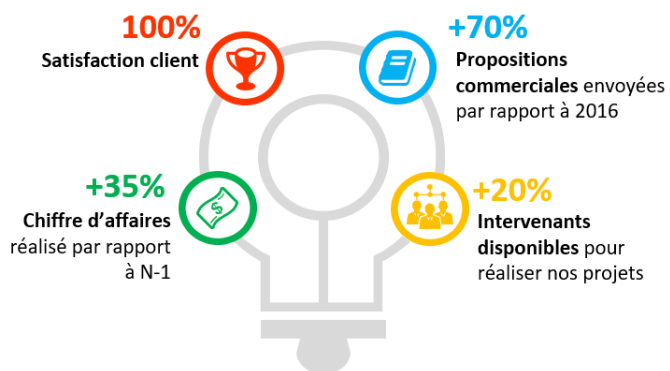 100%
Satisfaction client
+70%
Propositions
commerciales envoyées
par rapport à 2016
+35%
Chiffre d’affaires
réalisé par rapport
à N-1
+20%
Intervenants
disponibles pour
réaliser nos projets